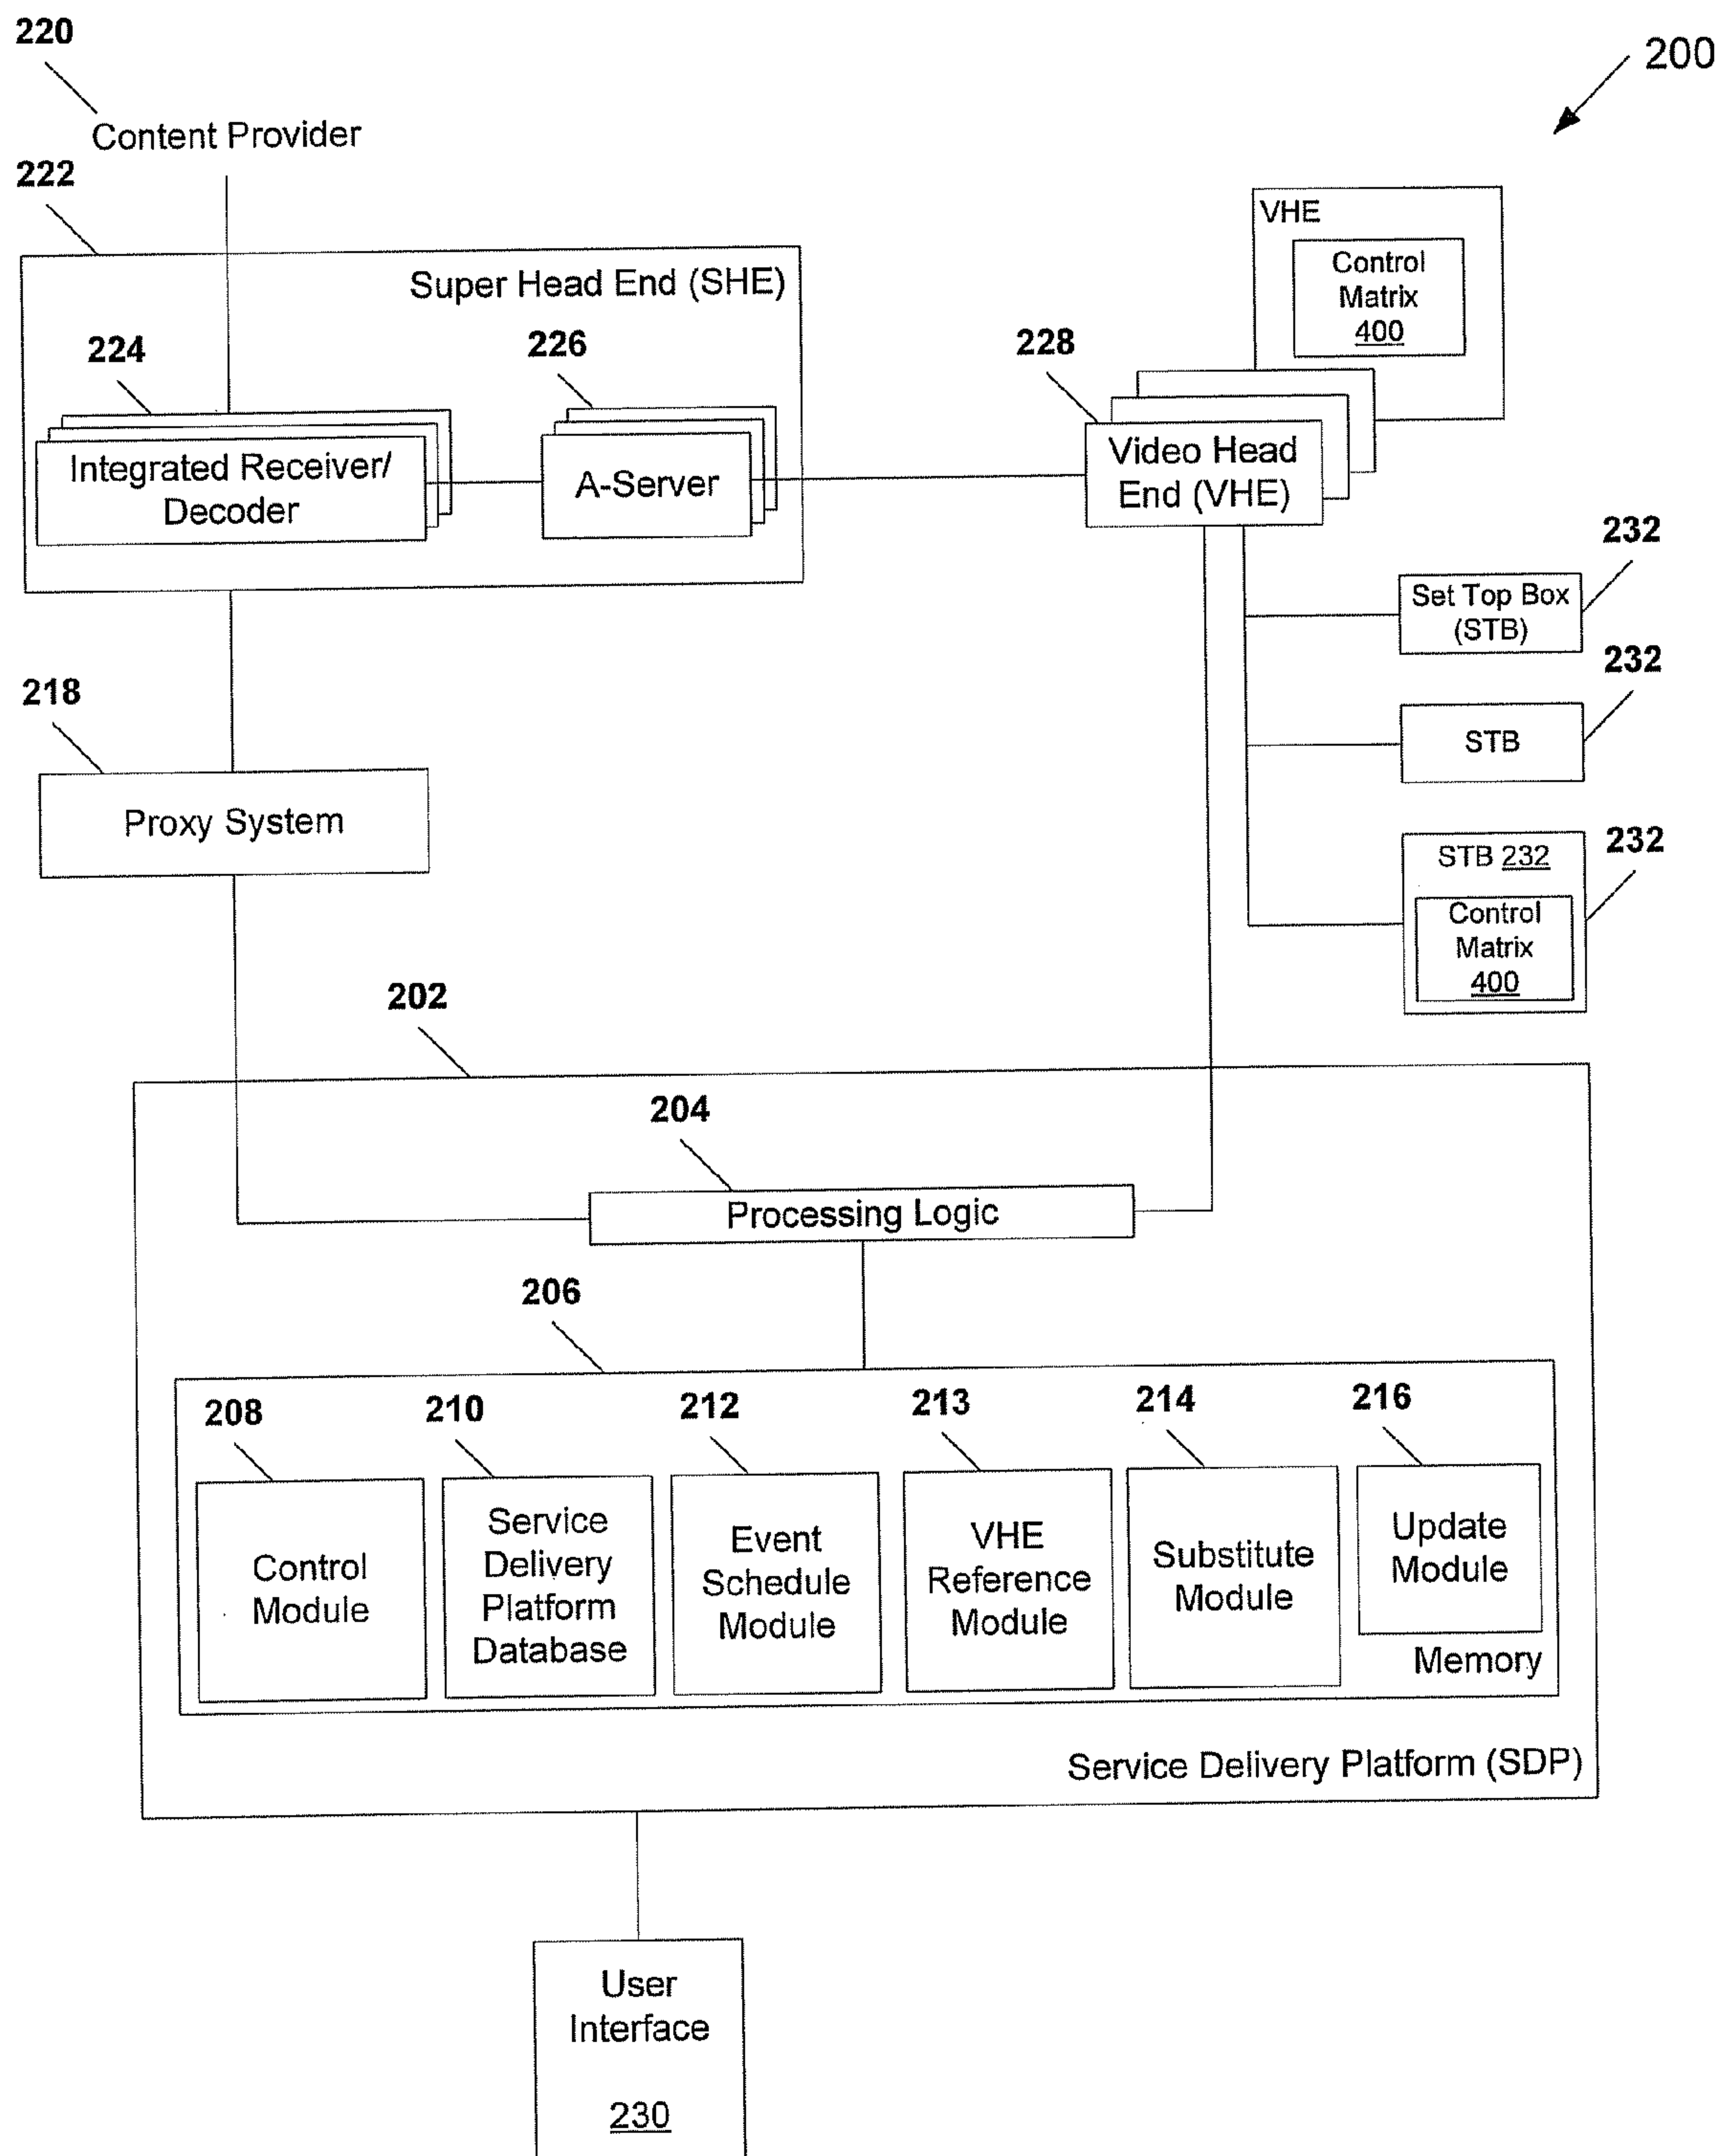 220
200
Content Provider
222
Super Head End (SHE)
224
226
Integrated Receiver/
Decoder
A-Server
VHE
Control
Matrix
400
228
Video Head
End (VHE)
232
Set Top Box
(STB)
232
STB
232
STB 232
Control
Matrix
400
218
Proxy System
202
204
Processing Logic
206
208
210
212
213
214
216
Control
Module
Service
Delivery
Platform
Database
Event
Schedule
Module
VHE
Reference
Module
Substitute
Module
Update
Module
Memory
Service Delivery Platform (SDP)
User
Interface
230